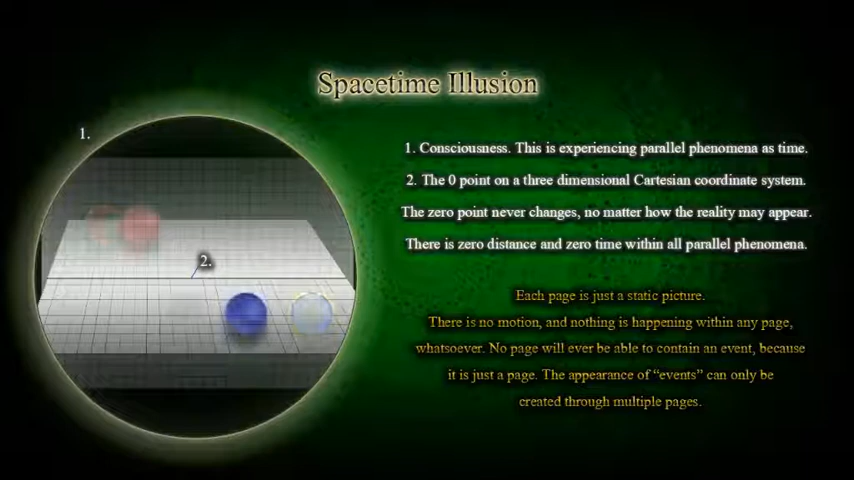 Spacetime Illusion
1.
1. Consciousness. This is experiencing parallel phenomena as time.
2. The 0 point on a three dimensional Cartesian coordinate system.
The zero point never changes, no matter how the reality may appear.
There is zero distance and zero time within all parallel phenomena.
2.
Each page is just a static picture.
There is no motion, and nothing is happening within any page,
whatsoever. No page will ever be able to contain an event, because
it is just a page. The appearance of “events” can only be
created through multiple pages.